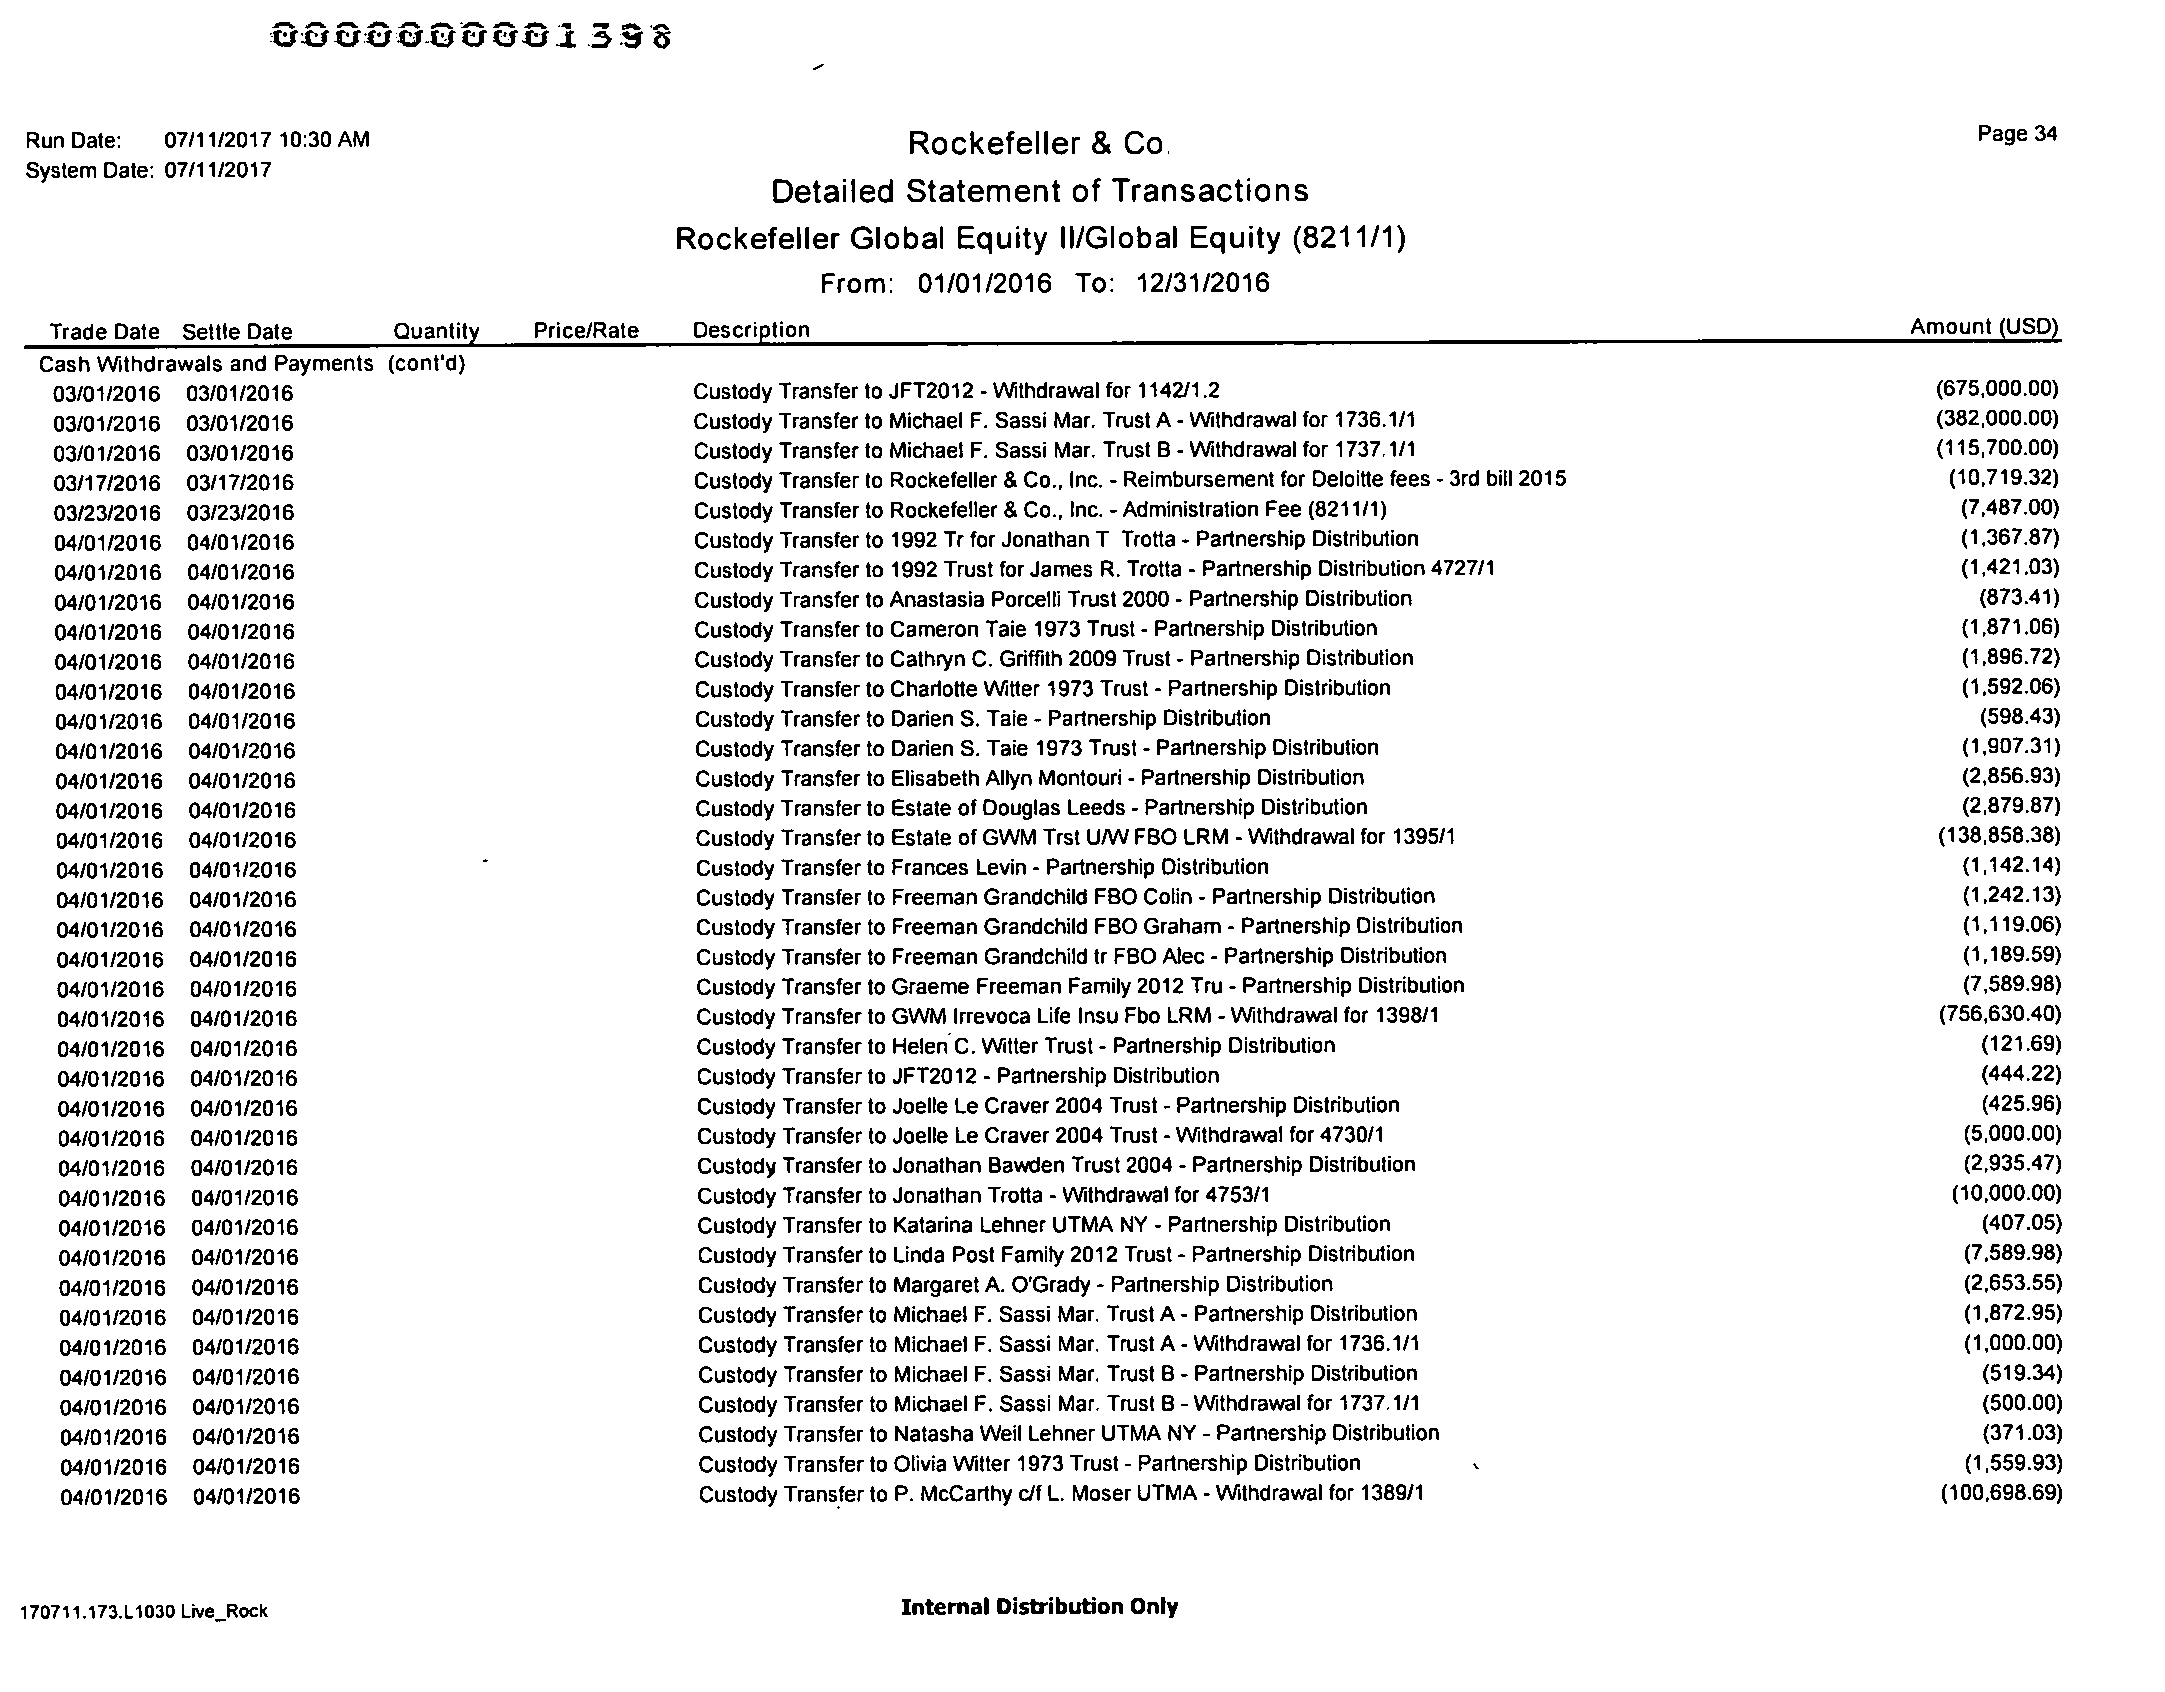 0000000001398
Run Date: 07/11/2017 10:30 AM
System Date: 07/11/2017
Rockefeller & Co.
Page 34
Detailed Statement of Transactions
Rockefeller Global Equity II/Global Equity (8211/1)
From: 01/01/2016 To: 12/31/2016
Trade Date Settle Date Quantity Price/Rate Description Amount (USD)
Cash Withdrawals and Payments (cont'd)
03/01/2016 03/01/2016 Custody Transfer to JFT2012 - Withdrawal for 1142/1.2 (675,000.00)
03/01/2016 03/01/2016 Custody Transfer to Michael F. Sassi Mar. Trust A - Withdrawal for 1736.1/1 (382,000.00)
03/01/2016 03/01/2016 Custody Transfer to Michael F. Sassi Mar. Trust B - Withdrawal for 1737.1/1 (115,700.00)
03/17/2016 03/17/2016 Custody Transfer to Rockefeller & Co., Inc. - Reimbursement for Deloitte fees - 3rd bill 2015 (10,719.32)
03/23/2016 03/23/2016 Custody Transfer to Rockefeller & Co., Inc. - Administration Fee (8211/1) (7,487.00)
04/01/2016 04/01/2016 Custody Transfer to 1992 Tr for Jonathan T Trotta - Partnership Distribution (1,367.87)
04/01/2016 04/01/2016 Custody Transfer to 1992 Trust for James R. Trotta - Partnership Distribution 4727/1 (1,421.03)
04/01/2016 04/01/2016 Custody Transfer to Anastasia Porcelli Trust 2000 - Partnership Distribution (873.41)
04/01/2016 04/01/2016 Custody Transfer to Cameron Taie 1973 Trust - Partnership Distribution (1,871.06)
04/01/2016 04/01/2016 Custody Transfer to Cathryn C. Griffith 2009 Trust - Partnership Distribution (1,896.72)
04/01/2016 04/01/2016 Custody Transfer to Charlotte Witter 1973 Trust - Partnership Distribution (1,592.06)
04/01/2016 04/01/2016 Custody Transfer to Darien S. Taie - Partnership Distribution (598.43)
04/01/2016 04/01/2016 Custody Transfer to Darien S. Taie 1973 Trust - Partnership Distribution (1,907.31)
04/01/2016 04/01/2016 Custody Transfer to Elisabeth Allyn Montouri - Partnership Distribution (2,856.93)
04/01/2016 04/01/2016 Custody Transfer to Estate of Douglas Leeds - Partnership Distribution (2,879.87)
04/01/2016 04/01/2016 Custody Transfer to Estate of GWM Trst U/W FBO LRM - Withdrawal for 1395/1 (138,858.38)
04/01/2016 04/01/2016 Custody Transfer to Frances Levin - Partnership Distribution (1,142.14)
04/01/2016 04/01/2016 Custody Transfer to Freeman Grandchild FBO Colin - Partnership Distribution (1,242.13)
04/01/2016 04/01/2016 Custody Transfer to Freeman Grandchild FBO Graham - Partnership Distribution (1,119.06)
04/01/2016 04/01/2016 Custody Transfer to Freeman Grandchild tr FBO Alec - Partnership Distribution (1,189.59)
04/01/2016 04/01/2016 Custody Transfer to Graeme Freeman Family 2012 Tru - Partnership Distribution (7,589.98)
04/01/2016 04/01/2016 Custody Transfer to GWM Irrevoca Life Insu Fbo LRM - Withdrawal for 1398/1 (756,630.40)
04/01/2016 04/01/2016 Custody Transfer to Helen C. Witter Trust - Partnership Distribution (121.69)
04/01/2016 04/01/2016 Custody Transfer to JFT2012 - Partnership Distribution (444.22)
04/01/2016 04/01/2016 Custody Transfer to Joelle Le Craver 2004 Trust - Partnership Distribution (425.96)
04/01/2016 04/01/2016 Custody Transfer to Joelle Le Craver 2004 Trust - Withdrawal for 4730/1 (5,000.00)
04/01/2016 04/01/2016 Custody Transfer to Jonathan Bawden Trust 2004 - Partnership Distribution (2,935.47)
04/01/2016 04/01/2016 Custody Transfer to Jonathan Trotta - Withdrawal for 4753/1 (10,000.00)
04/01/2016 04/01/2016 Custody Transfer to Katarina Lehner UTMA NY - Partnership Distribution (407.05)
04/01/2016 04/01/2016 Custody Transfer to Linda Post Family 2012 Trust - Partnership Distribution (7,589.98)
04/01/2016 04/01/2016 Custody Transfer to Margaret A. O'Grady - Partnership Distribution (2,653.55)
04/01/2016 04/01/2016 Custody Transfer to Michael F. Sassi Mar. Trust A - Partnership Distribution (1,872.95)
04/01/2016 04/01/2016 Custody Transfer to Michael F. Sassi Mar. Trust A - Withdrawal for 1736.1/1 (1,000.00)
04/01/2016 04/01/2016 Custody Transfer to Michael F. Sassi Mar. Trust B - Partnership Distribution (519.34)
04/01/2016 04/01/2016 Custody Transfer to Michael F. Sassi Mar. Trust B - Withdrawal for 1737.1/1 (500.00)
04/01/2016 04/01/2016 Custody Transfer to Natasha Weil Lehner UTMA NY - Partnership Distribution (371.03)
04/01/2016 04/01/2016 Custody Transfer to Olivia Witter 1973 Trust - Partnership Distribution (1,559.93)
04/01/2016 04/01/2016 Custody Transfer to P. McCarthy c/f L. Moser UTMA - Withdrawal for 1389/1 (100,698.69)
170711.173.L1030 Live_Rock
Internal Distribution Only